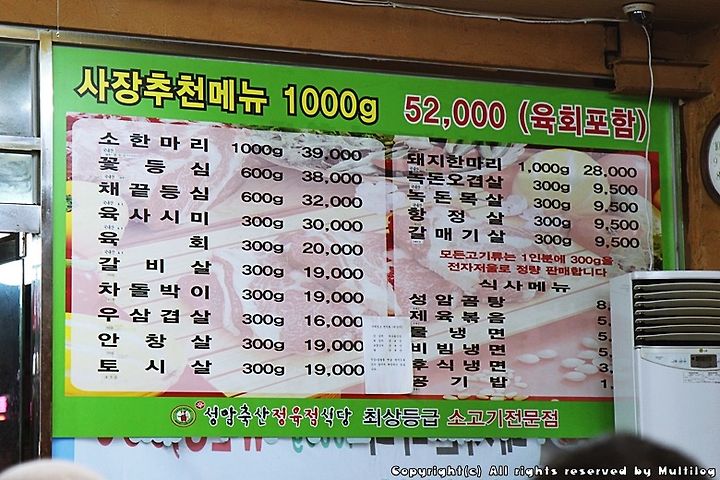 사장추천메뉴 1000g 52,000 (육회포함)
소한마리 1000g 39,000
꽃등심 600g 38,000
채끝등심 600g 32,000
육사시미 300g 30,000
육회 300g 20,000
갈비살 300g 19,000
차돌박이 300g 19,000
우삼겹살 300g 16,000
안창살 300g 19,000
토시살 300g 19,000
돼지한마리 1,000g 28,000
녹돈오겹살 300g 9,500
녹돈목살 300g 9,500
항정살 300g 9,500
갈매기살 300g 9,500
모든고기류는 1인분에 300g을
전자저울로 정량 판매합니다
식사메뉴
성암곰탕
제육볶음
물냉면
비빔냉면
후식냉면
공기밥
성암축산정육점식당 최상등급 소고기전문점
Copyright(c) All rights reserved by Multilog